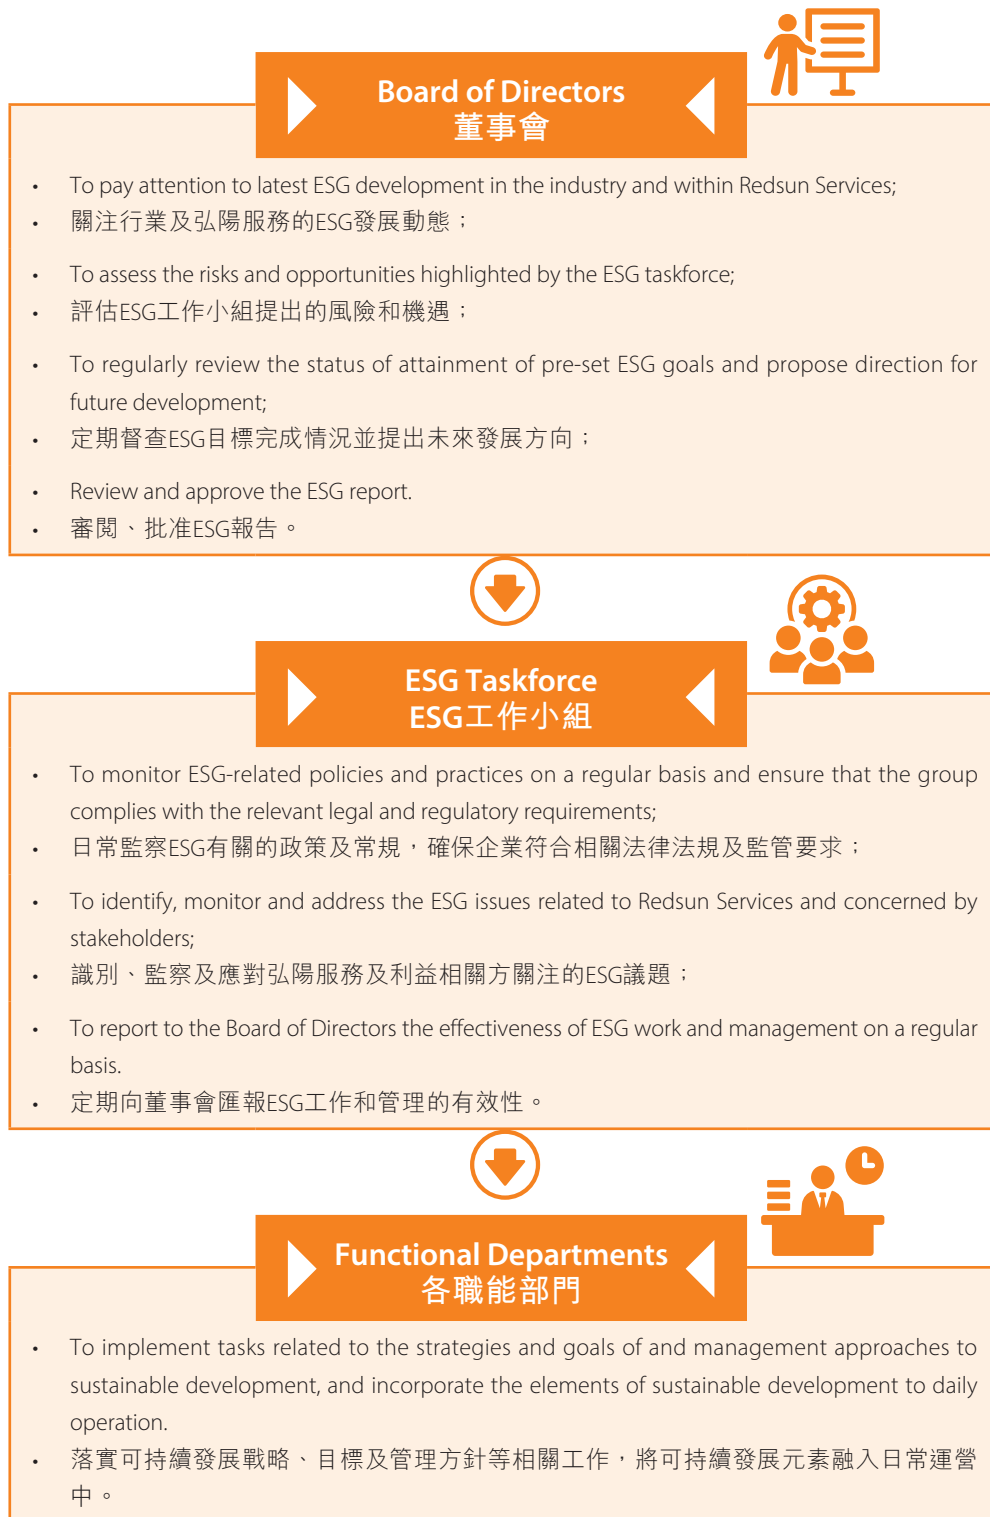 Board of Directors
董事會
• To pay attention to latest ESG development in the industry and within Redsun Services;
• 關注行業及弘陽服務的ESG發展動態；
• To assess the risks and opportunities highlighted by the ESG taskforce;
• 評估ESG工作小組提出的風險和機遇；
• To regularly review the status of attainment of pre-set ESG goals and propose direction for
future development;
• 定期督查ESG目標完成情況並提出未來發展方向；
• Review and approve the ESG report.
• 審閱、批准ESG報告。
ESG Taskforce
ESG工作小組
• To monitor ESG-related policies and practices on a regular basis and ensure that the group
complies with the relevant legal and regulatory requirements;
• 日常監察ESG有關的政策及常規，確保企業符合相關法律法規及監管要求；
• To identify, monitor and address the ESG issues related to Redsun Services and concerned by
stakeholders;
• 識別、監察及應對弘陽服務及利益相關方關注的ESG議題；
• To report to the Board of Directors the effectiveness of ESG work and management on a regular
basis.
• 定期向董事會匯報ESG工作和管理的有效性。
Functional Departments
各職能部門
• To implement tasks related to the strategies and goals of and management approaches to
sustainable development, and incorporate the elements of sustainable development to daily
operation.
• 落實可持續發展戰略、目標及管理方針等相關工作，將可持續發展元素融入日常運營
中。